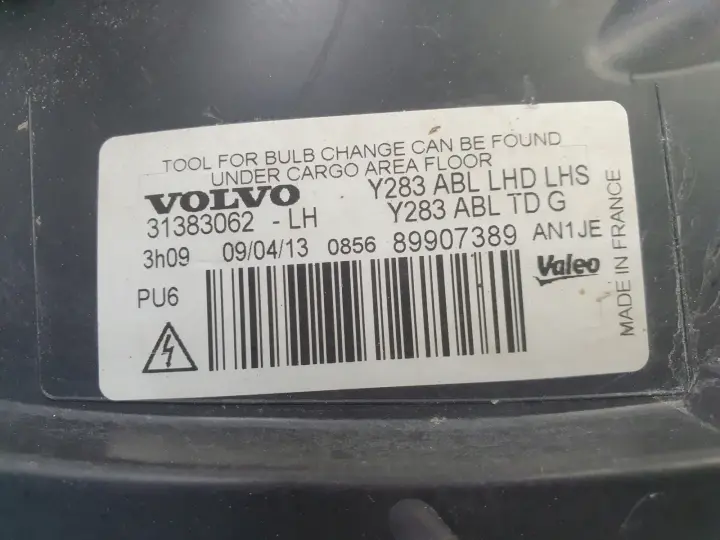 TOOL FOR BULB CHANGE CAN BE FOUND
UNDER CARGO AREA FLOOR
VOLVO Y283 ABL LHD LHS
31383062 - LH Y283 ABL TD G
3h09 09/04/13 0856 89907389 AN1JE
PU6
Valeo
MADE IN FRANCE